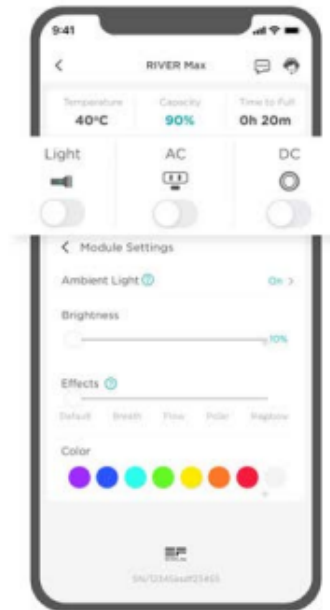 9:41
RIVER Max
Temperature Capacity Time to Full
40°C 90% 0h 20m
Light AC DC
Module Settings
Ambient Light ? On >
Brightness
10%
Effects ?
Default Breath Flow Polar Rainbow
Color
EF